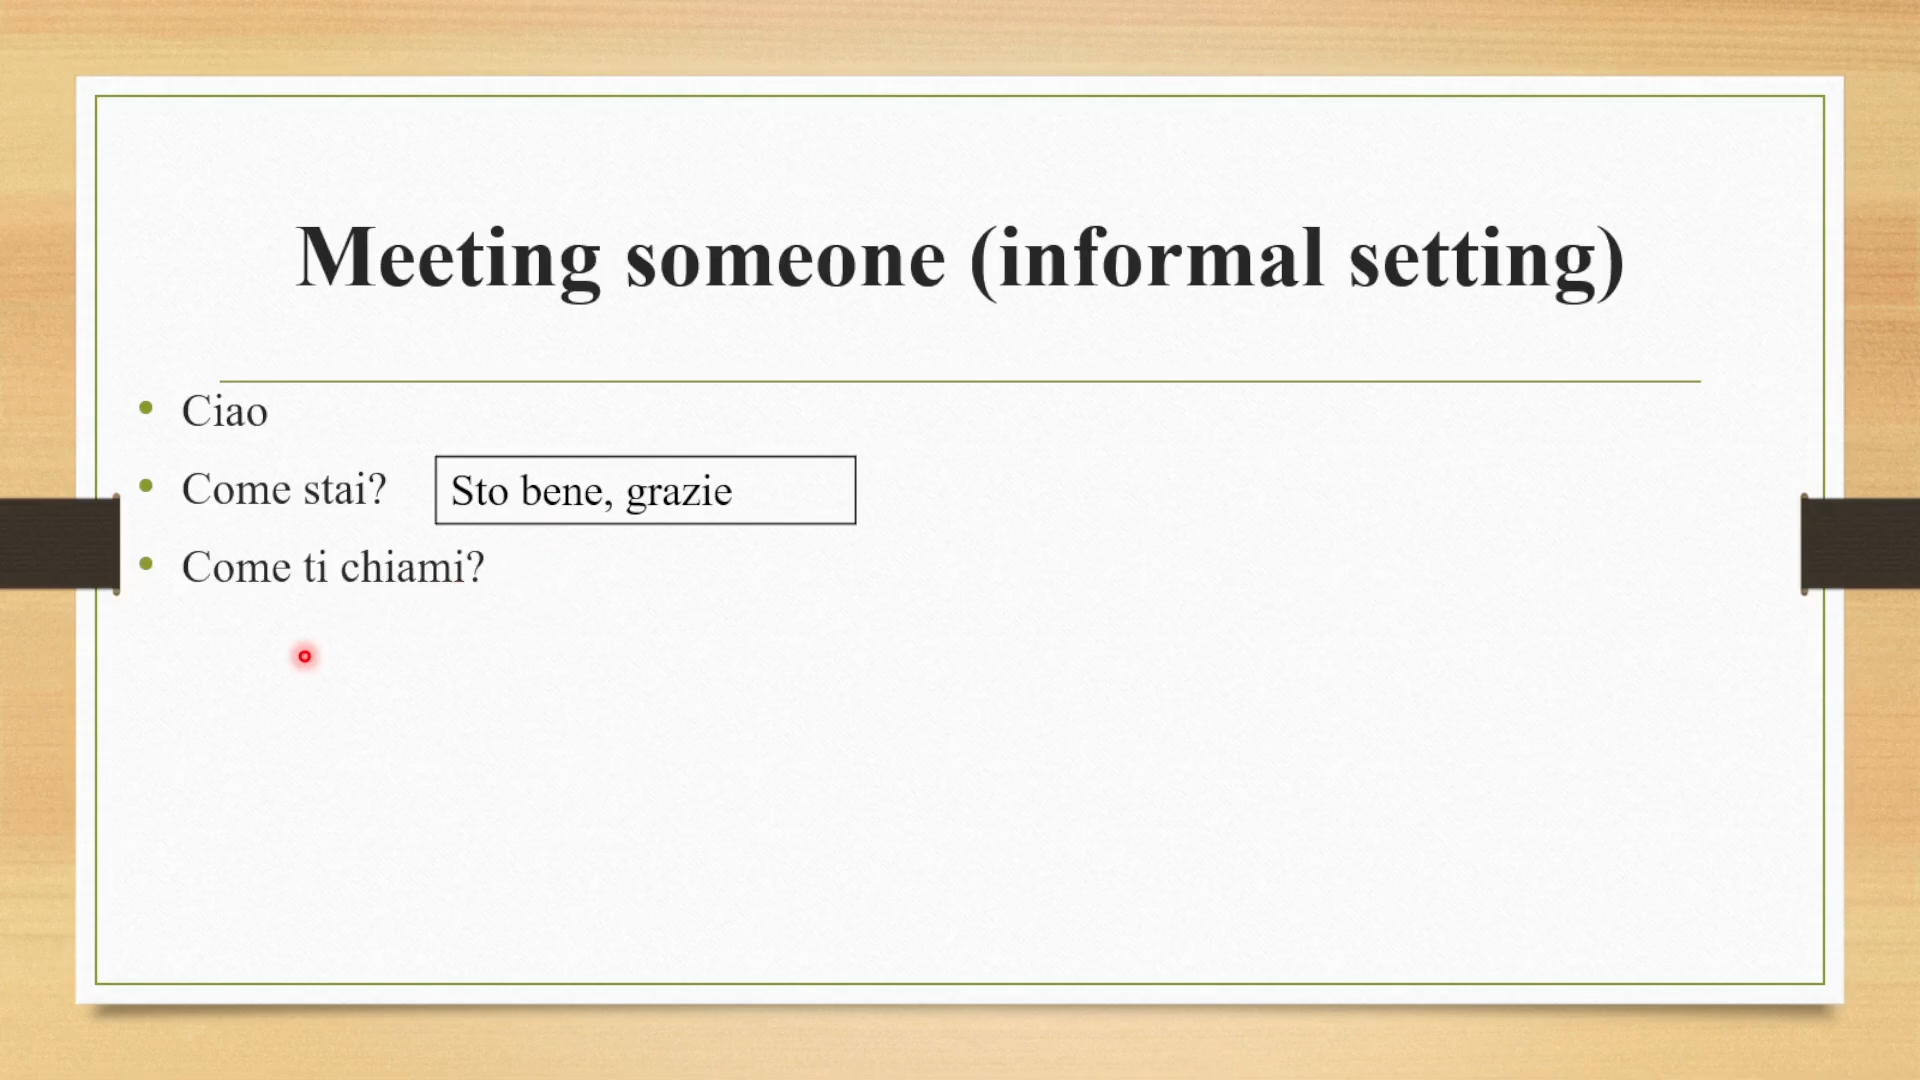 Meeting someone (informal setting)
Ciao
Come stai? Sto bene, grazie
Come ti chiami?